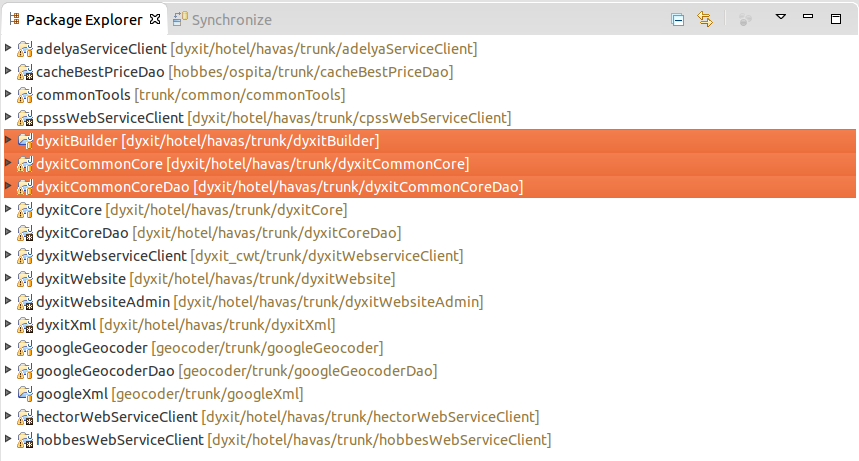 Package Explorer Synchronize
adelyaServiceClient [dyxit/hotel/havas/trunk/adelyaServiceClient]
cacheBestPriceDao [hobbes/ospita/trunk/cacheBestPriceDao]
commonTools [trunk/common/commonTools]
cpssWebServiceClient [dyxit/hotel/havas/trunk/cpssWebServiceClient]
dyxitBuilder [dyxit/hotel/havas/trunk/dyxitBuilder]
dyxitCommonCore [dyxit/hotel/havas/trunk/dyxitCommonCore]
dyxitCommonCoreDao [dyxit/hotel/havas/trunk/dyxitCommonCoreDao]
dyxitCore [dyxit/hotel/havas/trunk/dyxitCore]
dyxitCoreDao [dyxit/hotel/havas/trunk/dyxitCoreDao]
dyxitWebserviceClient [dyxit_cwt/trunk/dyxitWebserviceClient]
dyxitWebsite [dyxit/hotel/havas/trunk/dyxitWebsite]
dyxitWebsiteAdmin [dyxit/hotel/havas/trunk/dyxitWebsiteAdmin]
dyxitXml [dyxit/hotel/havas/trunk/dyxitXml]
googleGeocoder [geocoder/trunk/googleGeocoder]
googleGeocoderDao [geocoder/trunk/googleGeocoderDao]
googleXml [geocoder/trunk/googleXml]
hectorWebServiceClient [dyxit/hotel/havas/trunk/hectorWebServiceClient]
hobbesWebServiceClient [dyxit/hotel/havas/trunk/hobbesWebServiceClient]